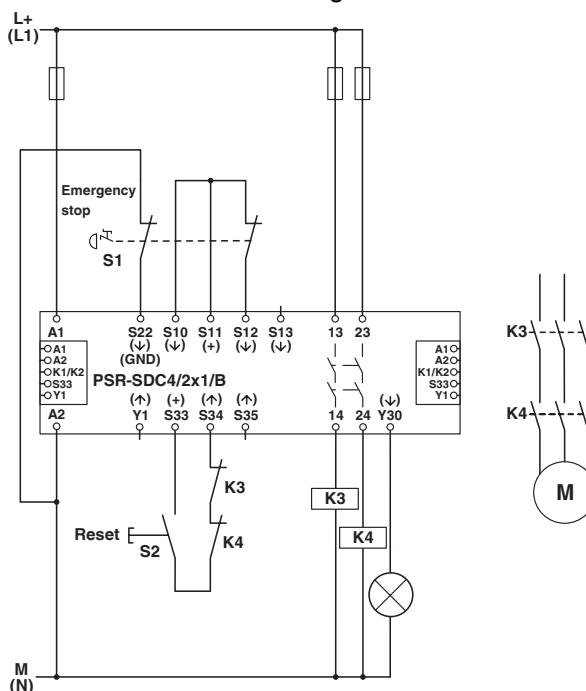 L+
(L1)
Emergency
stop
S1
A1 S22 S10 S11 S12 S13 13 23
(↓) (↓) (+) (↓) (↓)
(GND)
A1
A2
K1/K2
S33
Y1
PSR-SDC4/2x1/B
A1
A2
K1/K2
S33
Y1
(↑) (+) (↑) (↑) (↓)
A2 Y1 S33 S34 S35 14 24 Y30
K3
K4
M
K3
K4
Reset
S2
K3
K4
M
(N)